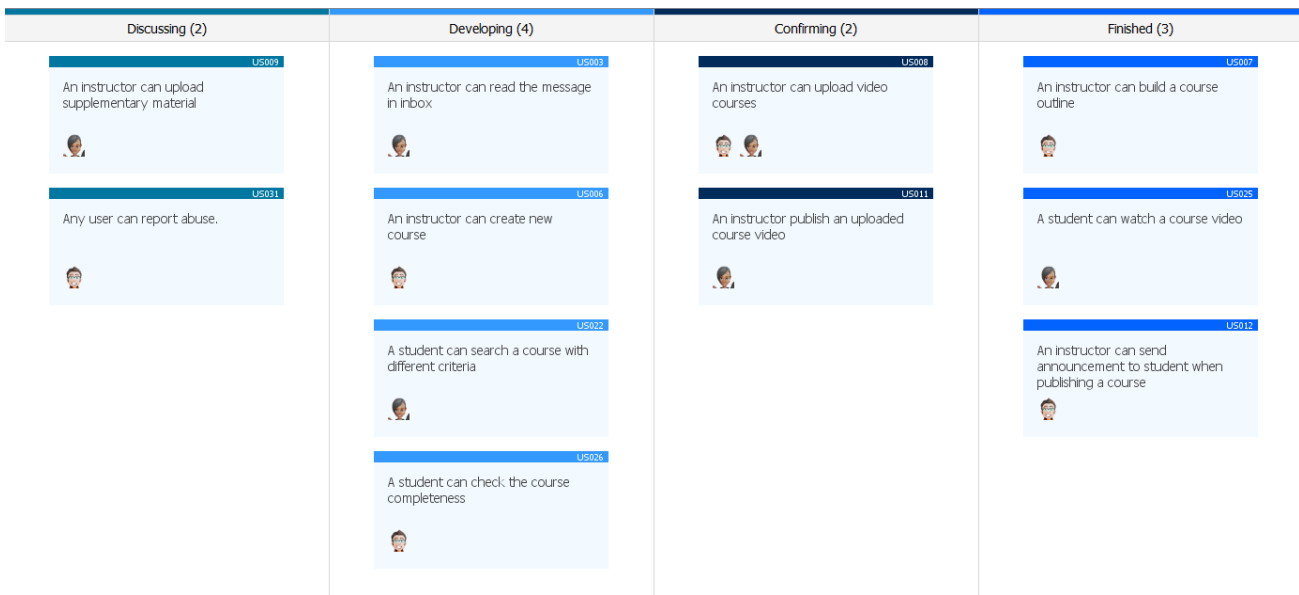 Discussing (2)
US009
An instructor can upload
supplementary material
US031
Any user can report abuse.
Developing (4)
US003
An instructor can read the message
in inbox
US006
An instructor can create new
course
US022
A student can search a course with
different criteria
US026
A student can check the course
completeness
Confirming (2)
US008
An instructor can upload video
courses
US011
An instructor publish an uploaded
course video
Finished (3)
US007
An instructor can build a course
outline
US025
A student can watch a course video
US012
An instructor can send
announcement to student when
publishing a course